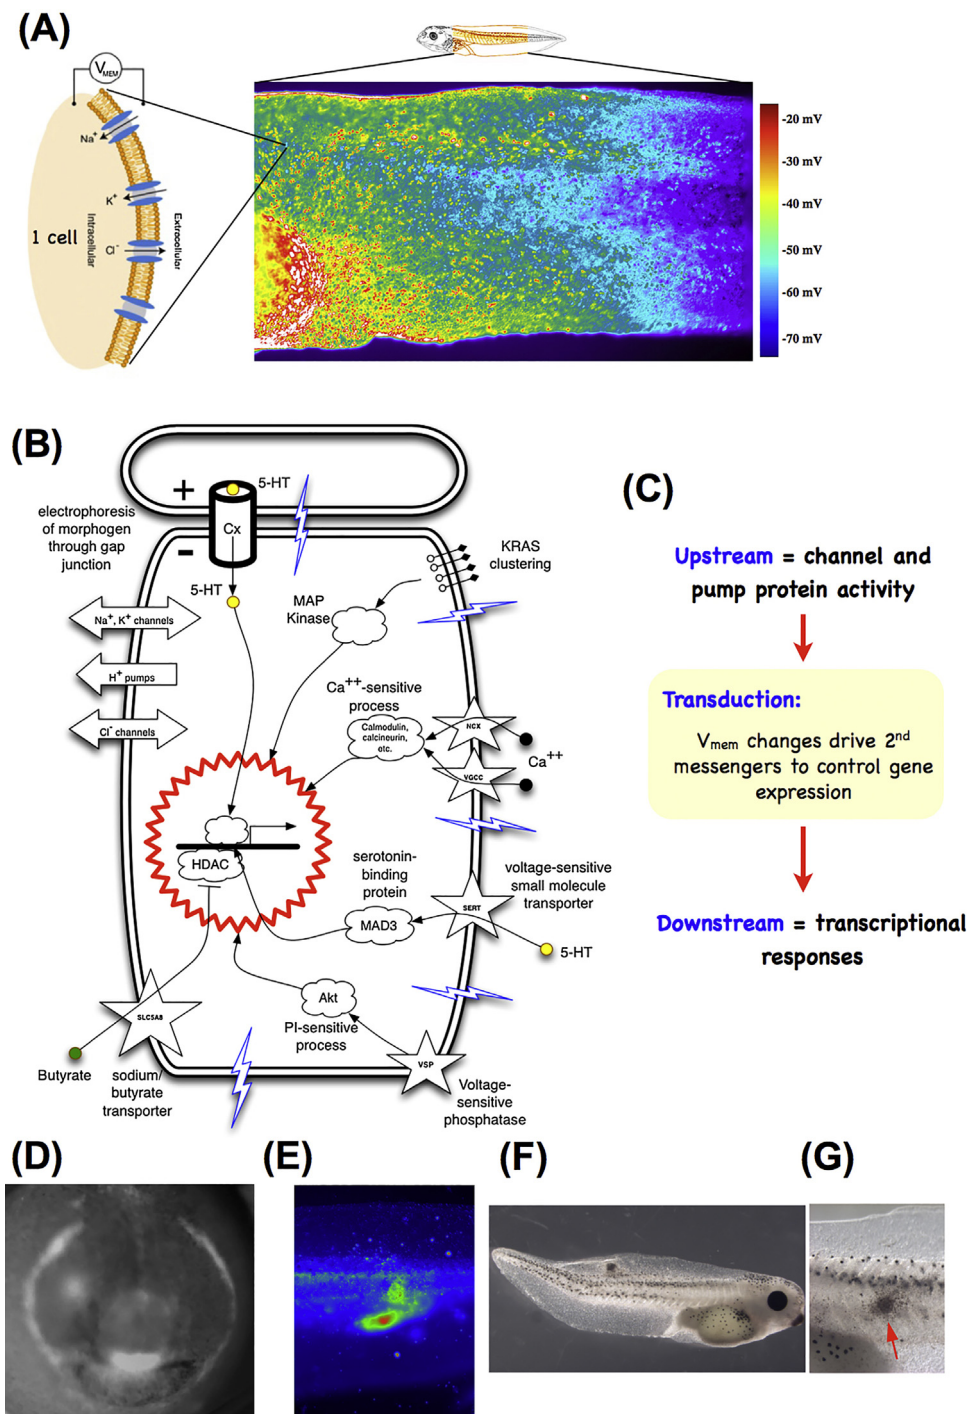 (A)
V MEM
Na+
K+
Cl-
1 cell
Intracellular
Extracellular
-20 mV
-30 mV
-40 mV
-50 mV
-60 mV
-70 mV
(B)
electrophoresis
of morphogen
through gap
junction
+
-
5-HT
Cx
5-HT
KRAS
clustering
MAP
Kinase
Na+, K+ channels
H+ pumps
Cl- channels
Ca++-sensitive
process
Calmodulin,
calcineurin,
etc.
NCX
Ca++
VGCC
HDAC
serotonin-
binding
protein
MAD3
voltage-sensitive
small molecule
transporter
SERT
5-HT
Akt
PI-sensitive
process
SLC5A8
Butyrate
sodium/
butyrate
transporter
VSP
Voltage-
sensitive
phosphatase
(C)
Upstream = channel and
pump protein activity
Transduction:
Vmem changes drive 2nd
messengers to control gene
expression
Downstream = transcriptional
responses
(D)
(E)
(F)
(G)